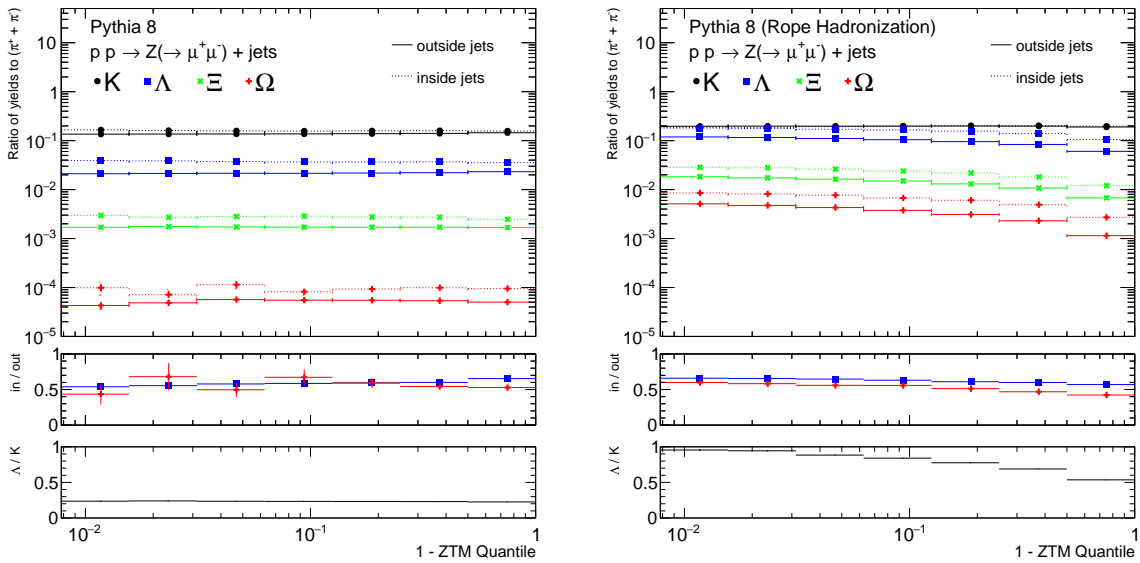 Pythia 8
p p → Z(→ μ⁺μ⁻) + jets
K Λ Ξ Ω
outside jets
inside jets
Ratio of yields to (π⁺ + π⁻)
10
1
10⁻¹
10⁻²
10⁻³
10⁻⁴
10⁻⁵
in / out
1
0.5
0
Λ / K
1
0.5
0
10⁻² 10⁻¹ 1
1 - ZTM Quantile
Pythia 8 (Rope Hadronization)
p p → Z(→ μ⁺μ⁻) + jets
K Λ Ξ Ω
outside jets
inside jets
Ratio of yields to (π⁺ + π⁻)
10
1
10⁻¹
10⁻²
10⁻³
10⁻⁴
10⁻⁵
in / out
1
0.5
0
Λ / K
1
0.5
0
10⁻² 10⁻¹ 1
1 - ZTM Quantile